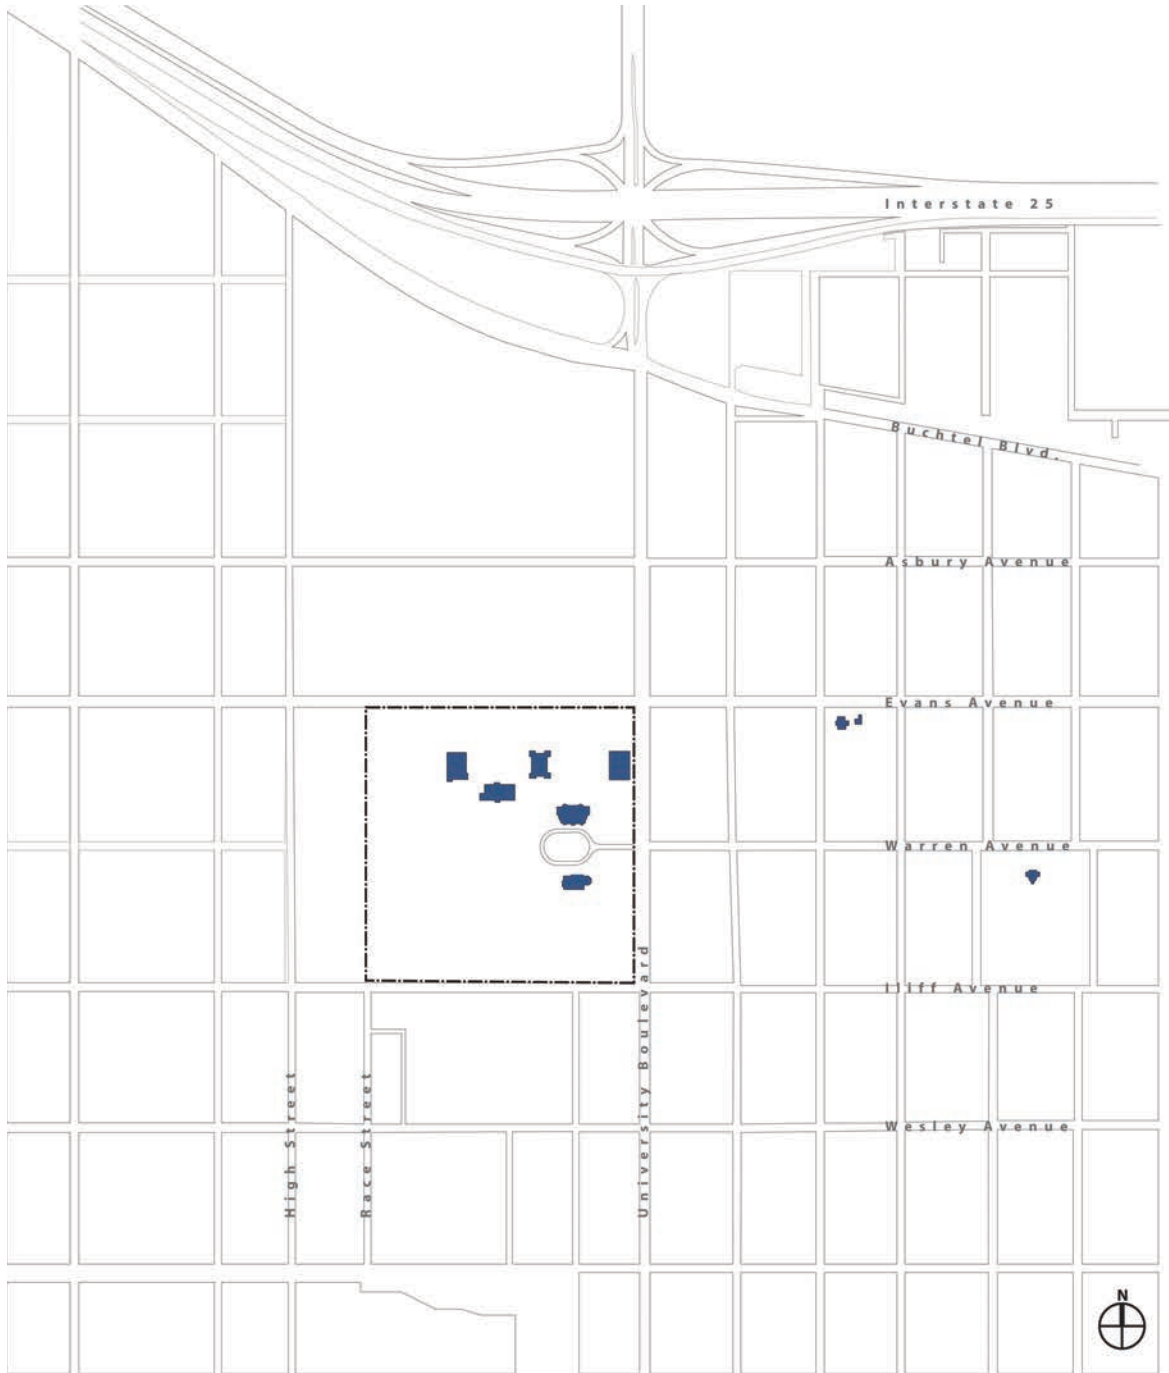 Interstate 25
Buchtel Blvd.
Asbury Avenue
Evans Avenue
Warren Avenue
Iliff Avenue
Wesley Avenue
High Street
Race Street
University Boulevard
N